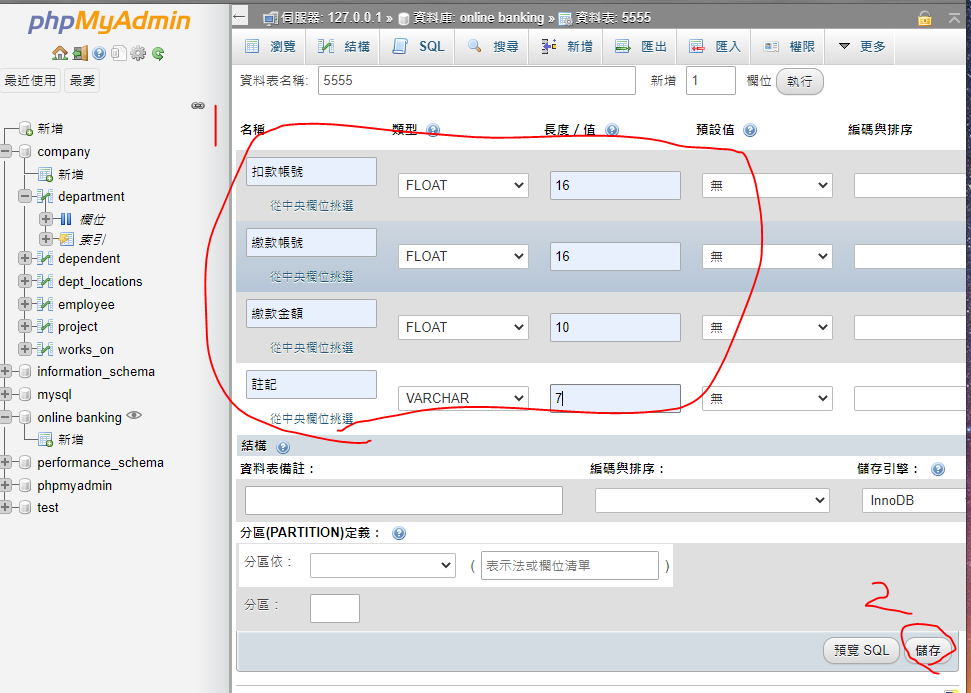 phpMyAdmin
最近使用 最愛
新增
company
新增
department
欄位
索引
dependent
dept_locations
employee
project
works_on
information_schema
mysql
online banking
新增
performance_schema
phpmyadmin
test
伺服器: 127.0.0.1 » 資料庫: online banking » 資料表: 5555
瀏覽 結構 SQL 搜尋 新增 匯出 匯入 權限 更多
資料表名稱: 5555 新增 1 欄位 執行
1
名稱 類型 長度 / 值 預設值 編碼與排序
扣款帳號 FLOAT 16 無
從中央欄位挑選
繳款帳號 FLOAT 16 無
從中央欄位挑選
繳款金額 FLOAT 10 無
從中央欄位挑選
註記 VARCHAR 7 無
從中央欄位挑選
結構
資料表備註： 編碼與排序： 儲存引擎：
InnoDB
分區(PARTITION)定義：
分區依： ( 表示法或欄位清單 )
分區：
2
預覽 SQL 儲存